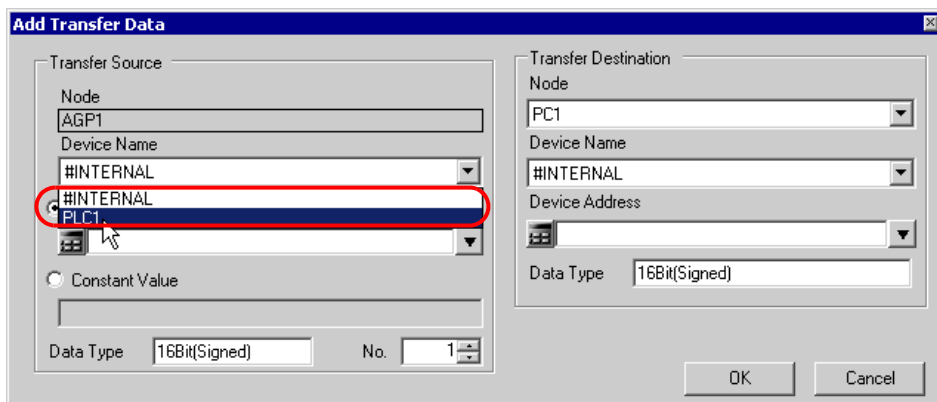 Add Transfer Data
Transfer Source
Node
AGP1
Device Name
#INTERNAL
#INTERNAL
PLC1
Constant Value
Data Type 16Bit(Signed) No. 1
Transfer Destination
Node
PC1
Device Name
#INTERNAL
Device Address
Data Type 16Bit(Signed)
OK Cancel